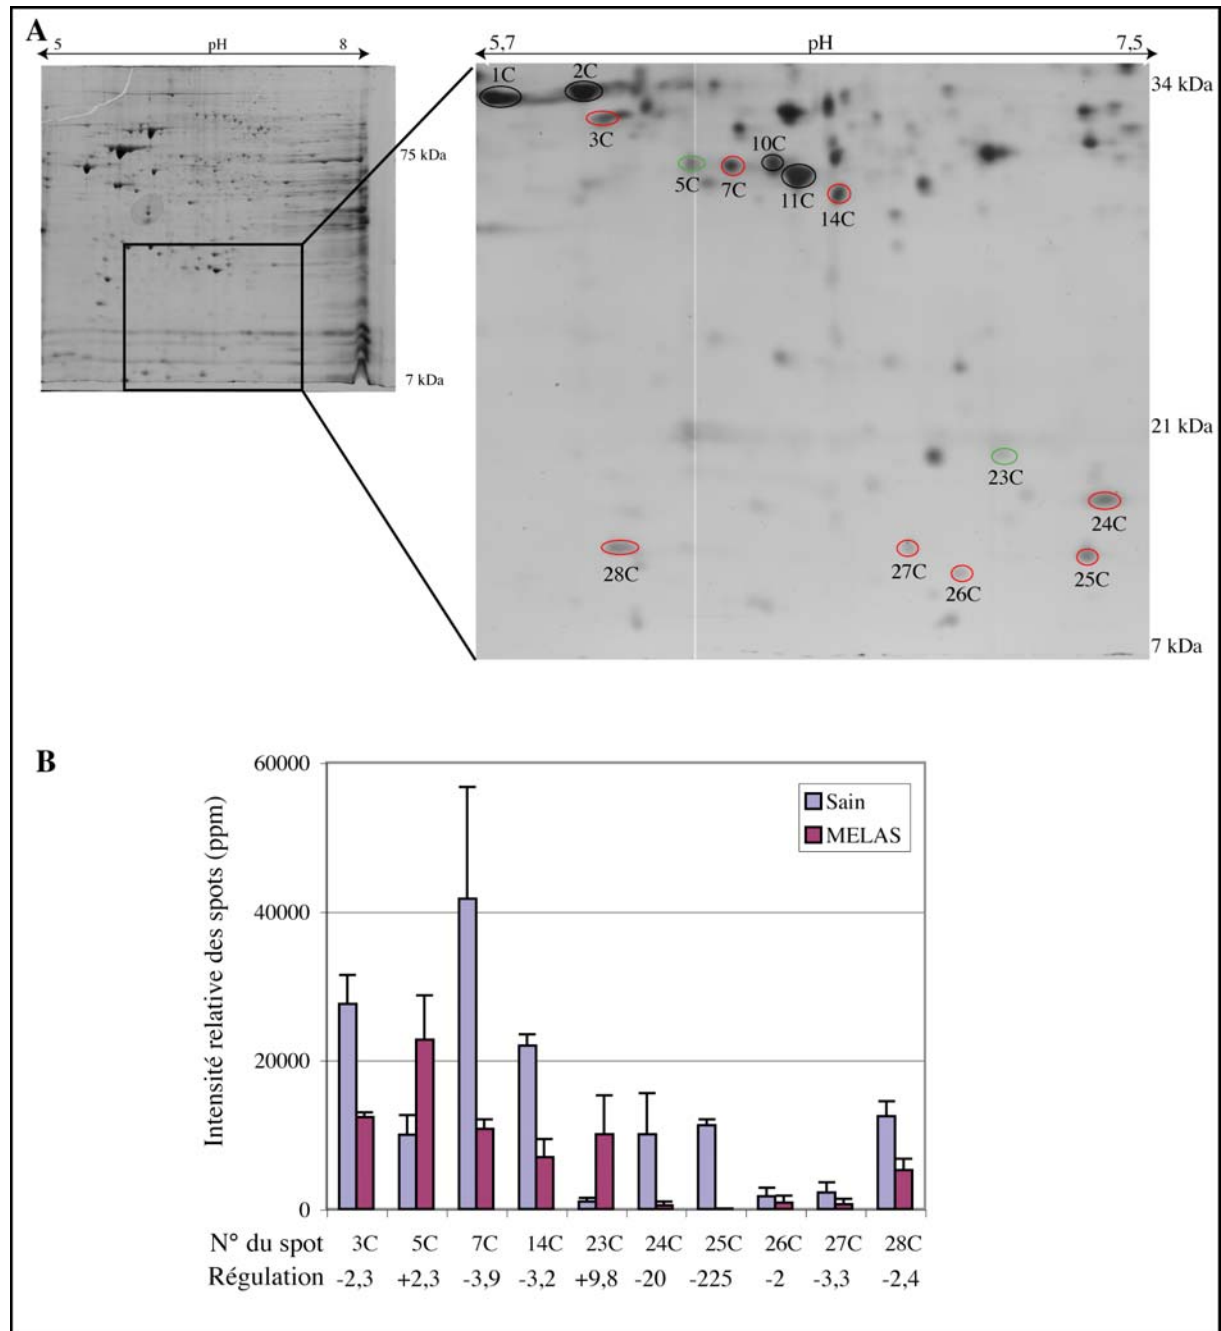 A
5 pH 8
75 kDa
7 kDa
5,7 pH 7,5
1C 2C
34 kDa
3C
10C
5C 7C
11C
14C
21 kDa
23C
24C
28C 27C 25C
26C
7 kDa
B
Intensité relative des spots (ppm)
60000
40000
20000
0
Sain
MELAS
N° du spot 3C 5C 7C 14C 23C 24C 25C 26C 27C 28C
Régulation -2,3 +2,3 -3,9 -3,2 +9,8 -20 -225 -2 -3,3 -2,4